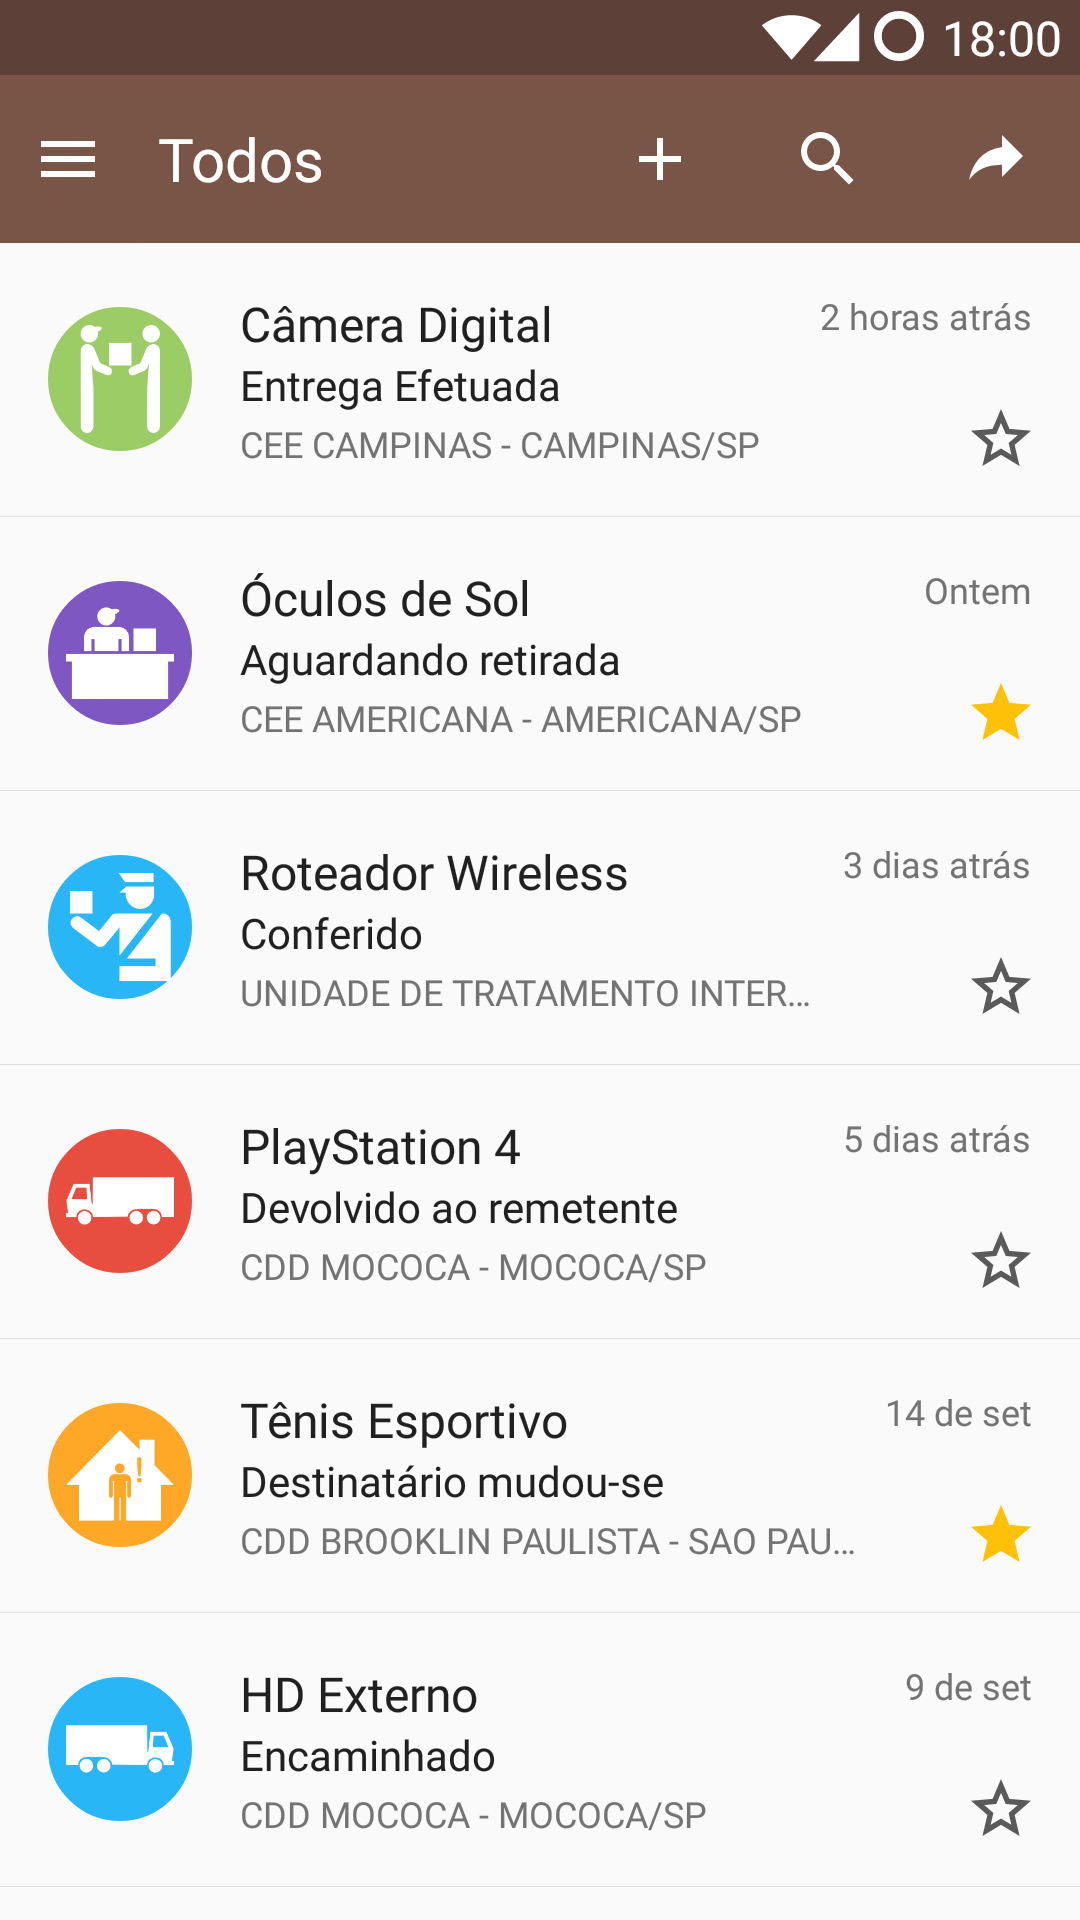 18:00
Todos
Câmera Digital
2 horas atrás
Entrega Efetuada
CEE CAMPINAS - CAMPINAS/SP
Óculos de Sol
Ontem
Aguardando retirada
CEE AMERICANA - AMERICANA/SP
Roteador Wireless
3 dias atrás
Conferido
UNIDADE DE TRATAMENTO INTER...
PlayStation 4
5 dias atrás
Devolvido ao remetente
CDD MOCOCA - MOCOCA/SP
Tênis Esportivo
14 de set
Destinatário mudou-se
CDD BROOKLIN PAULISTA - SAO PAU...
HD Externo
9 de set
Encaminhado
CDD MOCOCA - MOCOCA/SP